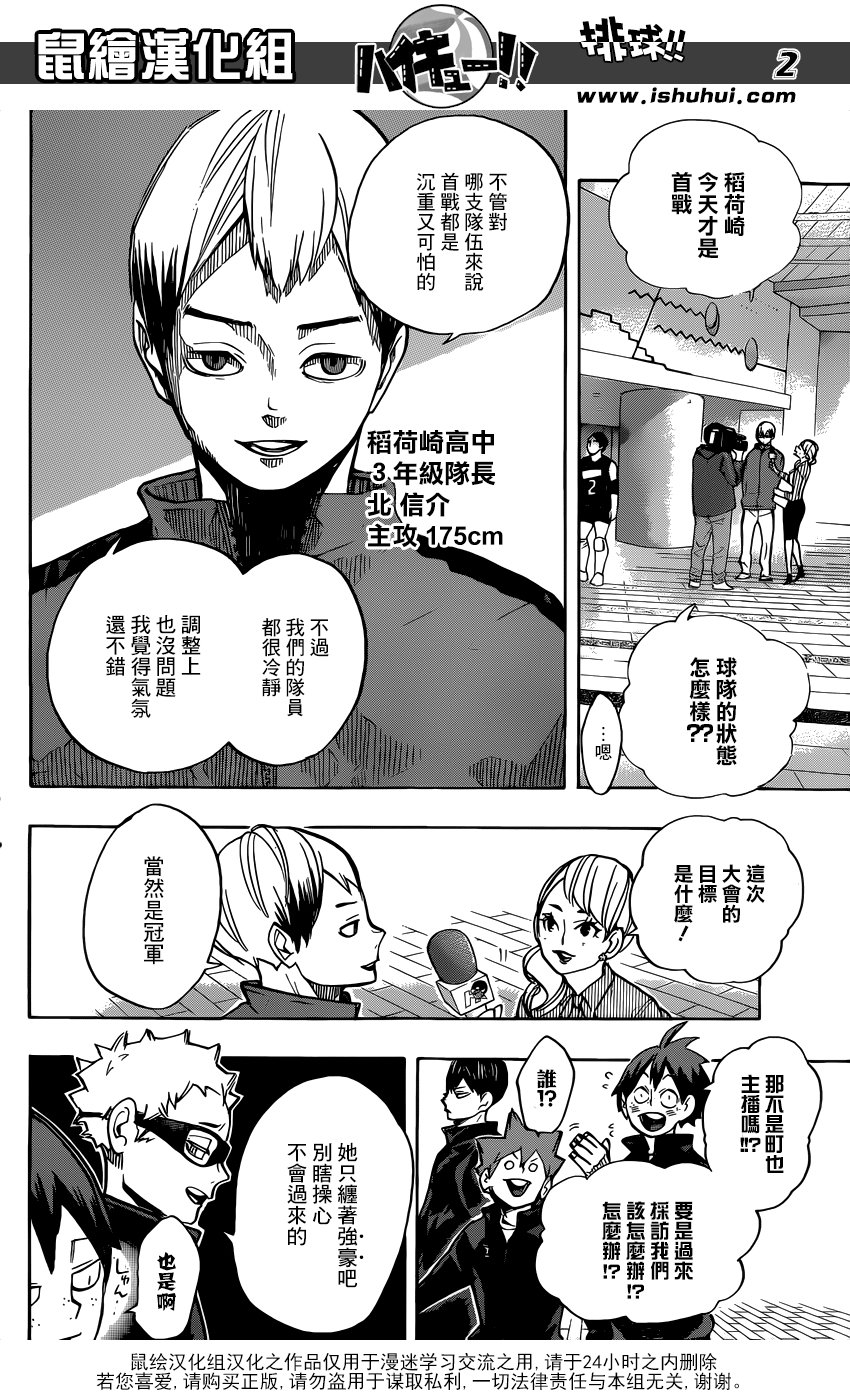 鼠繪漢化組
ハイキュー!!
排球!!
2
www.ishuhui.com
稻荷崎
今天才是
首戰
球隊的狀態
怎麼樣??
…嗯
不管對
哪支隊伍來說
首戰都是
沉重又可怕的
稻荷崎高中
3年級隊長
北 信介
主攻 175cm
不過
我們的隊員
都很冷靜
調整上
也沒問題
我覺得氣氛
還不錯
2
這次
大會的
目標
是什麼!
當然是冠軍
那不是町也
主播嗎!!?
誰!?
要是過來
採訪我們
該怎麼辦!?
怎麼辦!?
她只纏著強豪吧
別瞎操心
不會過來的
也是啊
しゅん…
鼠绘汉化组汉化之作品仅用于漫迷学习交流之用, 请于24小时之内删除
若您喜爱, 请购买正版, 请勿盗用于谋取私利, 一切法律责任与本组无关, 谢谢。